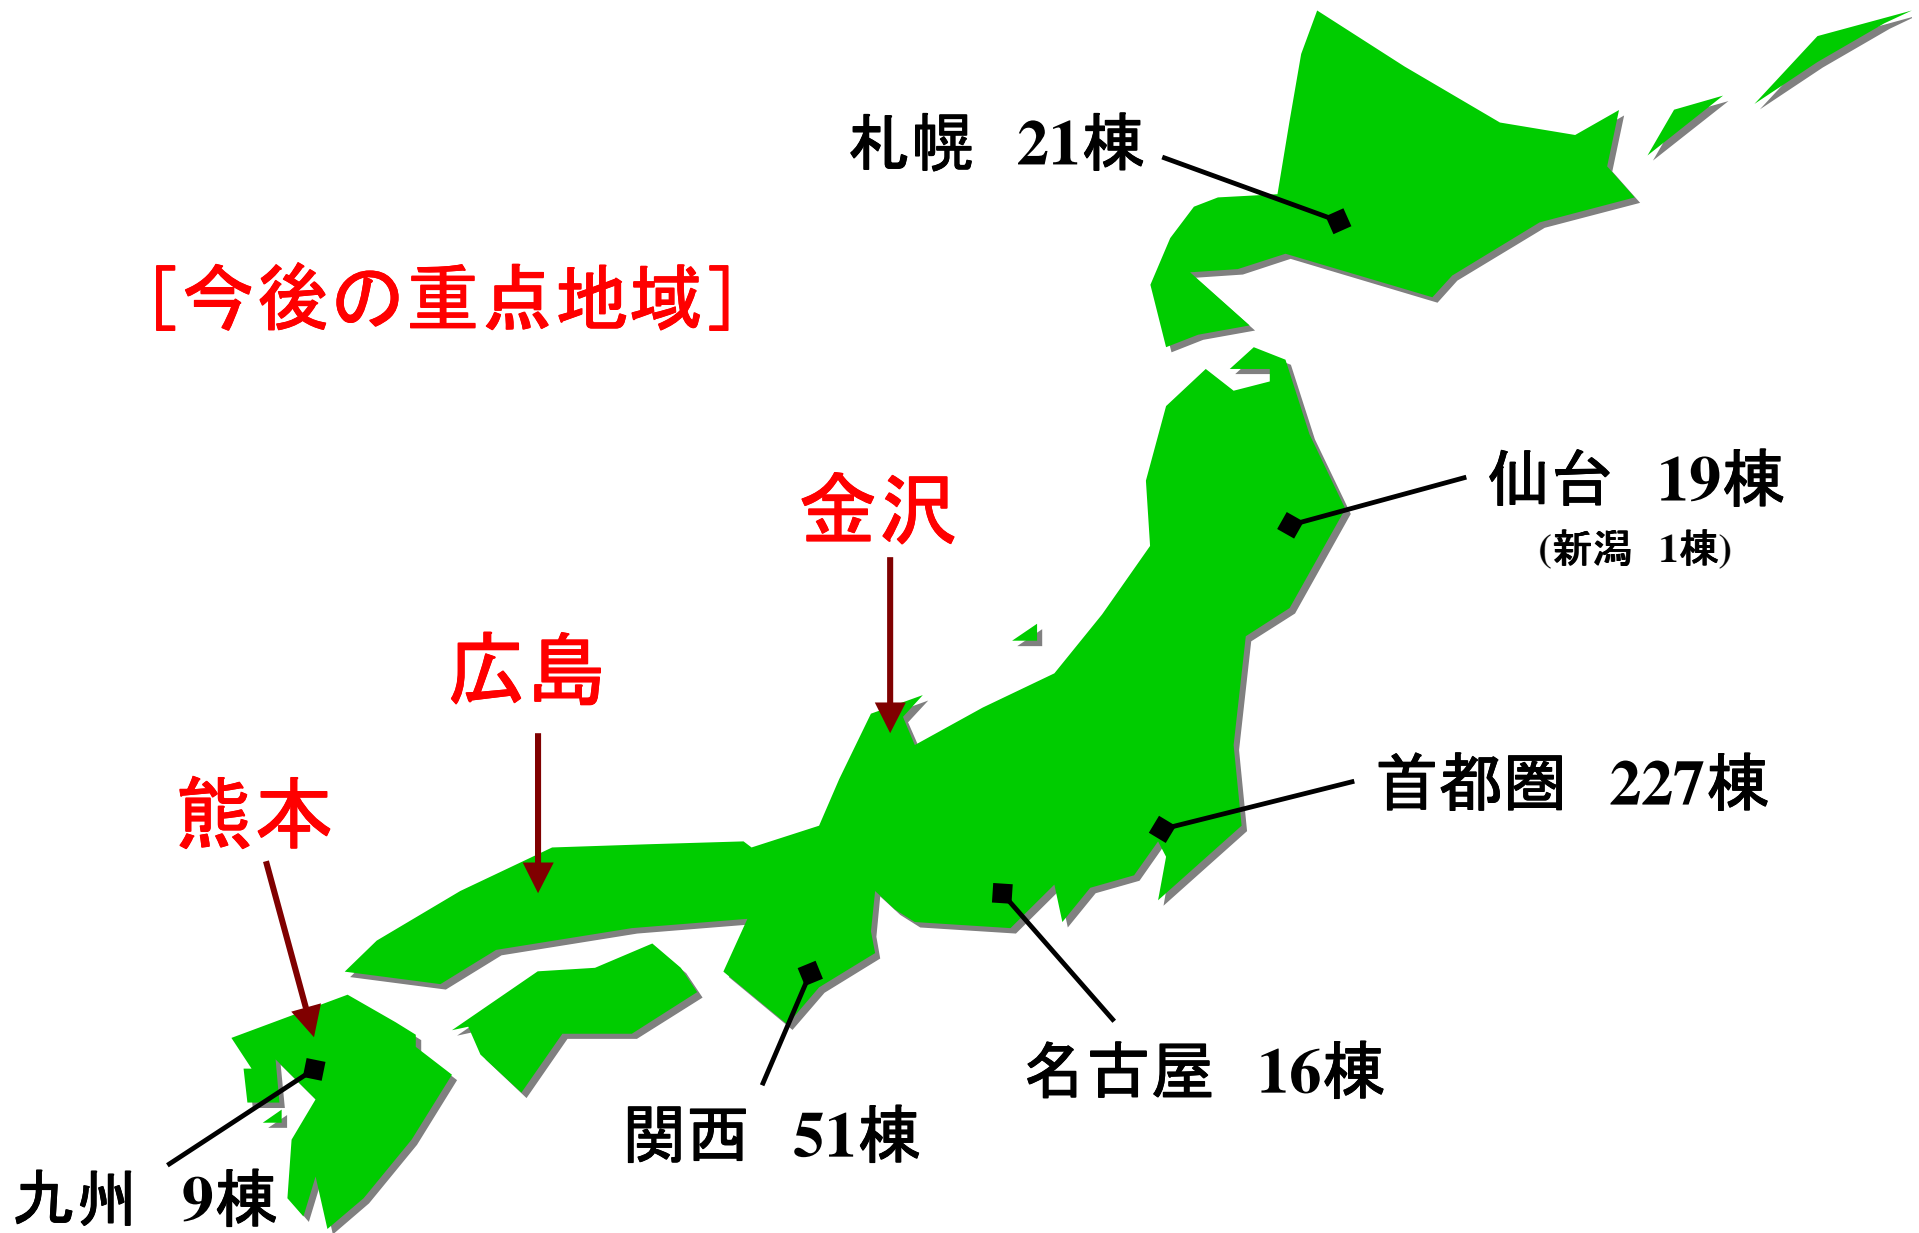 札幌 21棟
［今後の重点地域］
仙台 19棟
(新潟 1棟)
金沢
広島
首都圏 227棟
熊本
名古屋 16棟
関西 51棟
九州 9棟